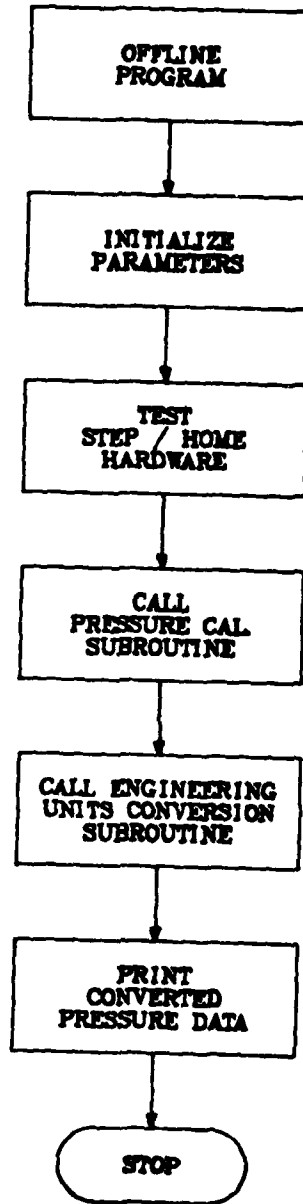 OFFLINE
PROGRAM
INITIALIZE
PARAMETERS
TEST
STEP / HOME
HARDWARE
CALL
PRESSURE CAL
SUBROUTINE
CALL ENGINEERING
UNITS CONVERSION
SUBROUTINE
PRINT
CONVERTED
PRESSURE DATA
STOP